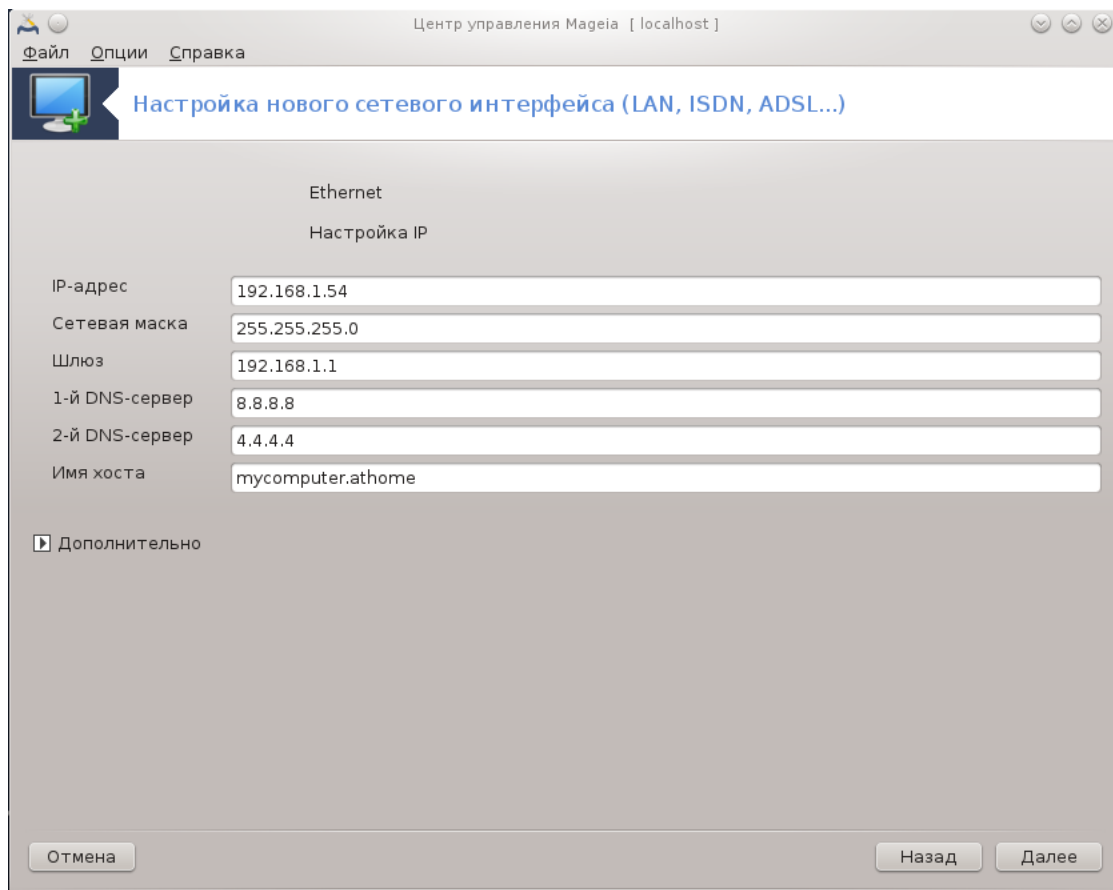 Центр управления Mageia [ localhost ]
Файл Опции Справка
Настройка нового сетевого интерфейса (LAN, ISDN, ADSL...)
Ethernet
Настройка IP
IP-адрес 192.168.1.54
Сетевая маска 255.255.255.0
Шлюз 192.168.1.1
1-й DNS-сервер 8.8.8.8
2-й DNS-сервер 4.4.4.4
Имя хоста mycomputer.athome
Дополнительно
Отмена Назад Далее